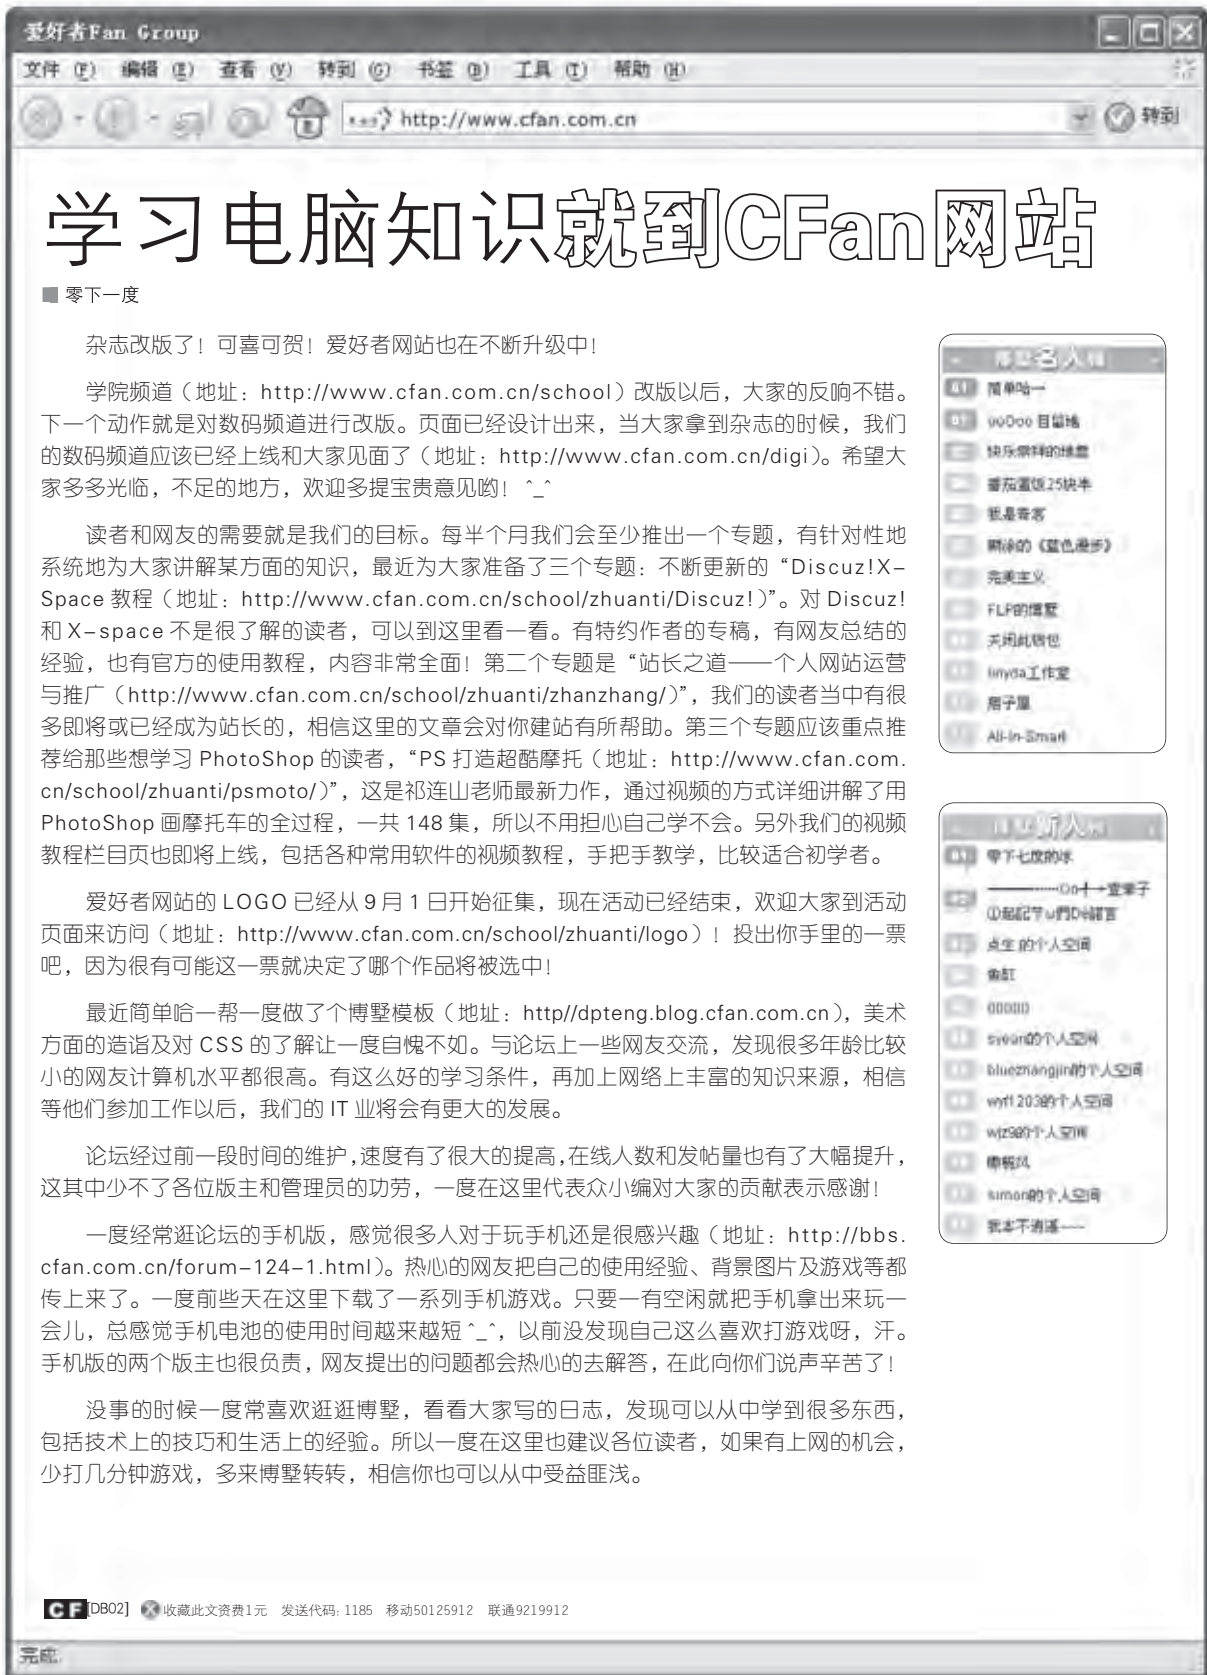 爱好者Fan Group
文件 (F) 编辑 (E) 查看 (V) 转到 (G) 书签 (B) 工具 (T) 帮助 (H)
http://www.cfan.com.cn 转到
学习电脑知识就到CFan网站
零下一度
杂志改版了！可喜可贺！爱好者网站也在不断升级中！
学院频道（地址：http://www.cfan.com.cn/school）改版以后，大家的反响不错。
下一个动作就是对数码频道进行改版。页面已经设计出来，当大家拿到杂志的时候，我们
的数码频道应该已经上线和大家见面了（地址：http://www.cfan.com.cn/digi）。希望大
家多多光临，不足的地方，欢迎多提宝贵意见哟！^_^
读者和网友的需要就是我们的目标。每半个月我们会至少推出一个专题，有针对性地
系统地为大家讲解某方面的知识，最近为大家准备了三个专题：不断更新的“Discuz!X-
Space 教程（地址：http://www.cfan.com.cn/school/zhuanti/Discuz!）”。对 Discuz!
和 X-space 不是很了解的读者，可以到这里看一看。有特约作者的专稿，有网友总结的
经验，也有官方的使用教程，内容非常全面！第二个专题是“站长之道——个人网站运营
与推广（http://www.cfan.com.cn/school/zhuanti/zhanzhang/）”，我们的读者当中有很
多即将或已经成为站长的，相信这里的文章会对你建站有所帮助。第三个专题应该重点推
荐给那些想学习 PhotoShop 的读者，“PS 打造超酷摩托（地址：http://www.cfan.com.
cn/school/zhuanti/psmoto/）”，这是祁连山老师最新力作，通过视频的方式详细讲解了用
PhotoShop 画摩托车的全过程，一共 148 集，所以不用担心自己学不会。另外我们的视频
教程栏目页也即将上线，包括各种常用软件的视频教程，手把手教学，比较适合初学者。
爱好者网站的 LOGO 已经从 9 月 1 日开始征集，现在活动已经结束，欢迎大家到活动
页面来访问（地址：http://www.cfan.com.cn/school/zhuanti/logo）！投出你手里的一票
吧，因为很有可能这一票就决定了哪个作品将被选中！
最近简单哈一帮一度做了个博墅模板（地址：http//dpteng.blog.cfan.com.cn），美术
方面的造诣及对 CSS 的了解让一度自愧不如。与论坛上一些网友交流，发现很多年龄比较
小的网友计算机水平都很高。有这么好的学习条件，再加上网络上丰富的知识来源，相信
等他们参加工作以后，我们的 IT 业将会有更大的发展。
论坛经过前一段时间的维护，速度有了很大的提高，在线人数和发帖量也有了大幅提升，
这其中少不了各位版主和管理员的功劳，一度在这里代表众小编对大家的贡献表示感谢！
一度经常逛论坛的手机版，感觉很多人对于玩手机还是很感兴趣（地址：http://bbs.
cfan.com.cn/forum-124-1.html）。热心的网友把自己的使用经验、背景图片及游戏等都
传上来了。一度前些天在这里下载了一系列手机游戏。只要一有空闲就把手机拿出来玩一
会儿，总感觉手机电池的使用时间越来越短 ^_^，以前没发现自己这么喜欢打游戏呀，汗。
手机版的两个版主也很负责，网友提出的问题都会热心的去解答，在此向你们说声辛苦了！
没事的时候一度常喜欢逛逛博墅，看看大家写的日志，发现可以从中学到很多东西，
包括技术上的技巧和生活上的经验。所以一度在这里也建议各位读者，如果有上网的机会，
少打几分钟游戏，多来博墅转转，相信你也可以从中受益匪浅。
名人
简单哈一
番茄蛋饭25块半
我是寄客
完美主义
FLP的博墅
关闭此钱包
linyda工作室
痞子屋
All-In-Smart
新人
零下七度的冰
点生 的个人空间
鱼缸
的个人空间
bluezhangjin的个人空间
wyf1203的个人空间
wjz98的个人空间
simon的个人空间
CF [DB02] 收藏此文资费1元 发送代码：1185 移动50125912 联通9219912
完成